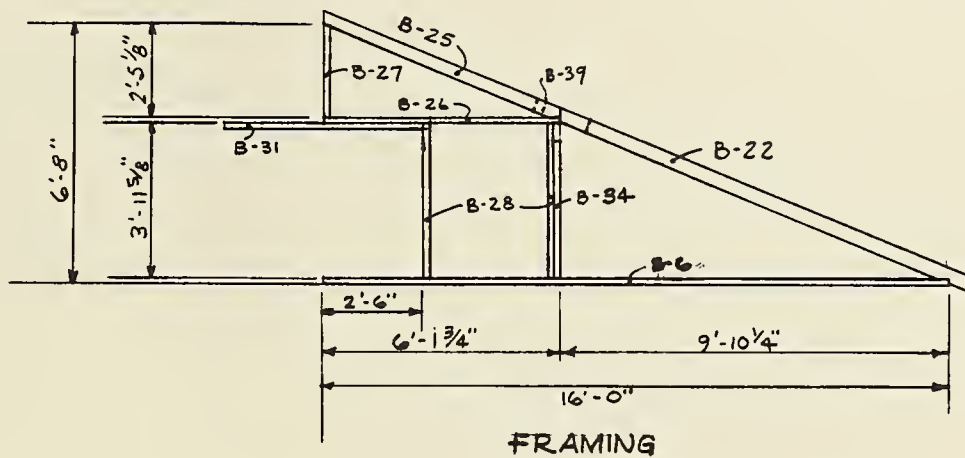 B-25
B-39
B-27
2'-5 1/8"
B-26
B-31
B-22
6'-8"
3'-11 5/8"
B-28
B-34
B-6
2'-6"
6'-1 3/4"
9'-10 1/4"
16'-0"
FRAMING